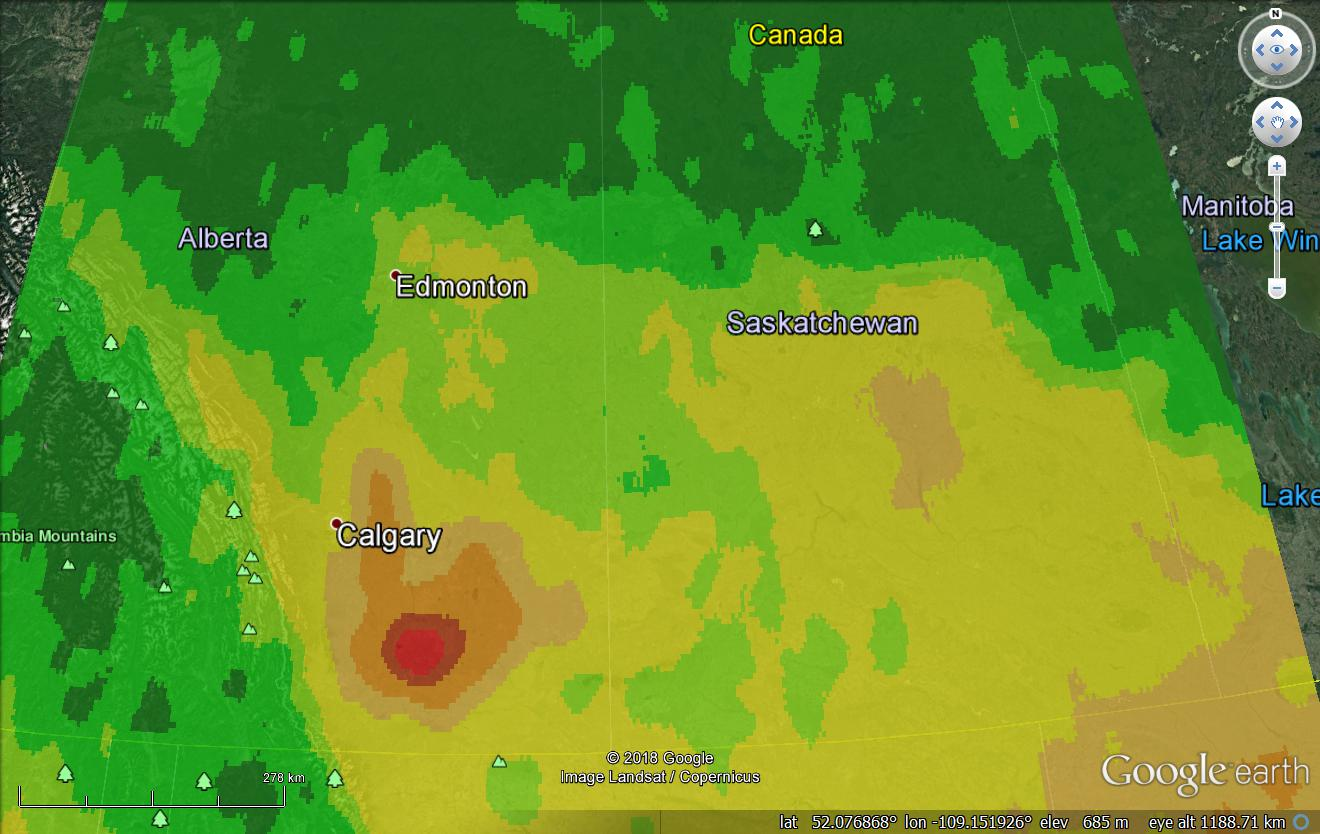 Canada
N
Manitoba
Lake Win
Alberta
Edmonton
Saskatchewan
Lake
Calgary
mbia Mountains
© 2018 Google
Image Landsat / Copernicus
278 km
Google earth
lat 52.076868° lon -109.151926° elev 685 m eye alt 1188.71 km